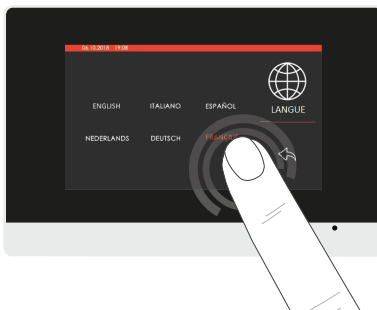 06.10.2018 19:08
ENGLISH ITALIANO ESPAÑOL
LANGUE
NEDERLANDS DEUTSCH